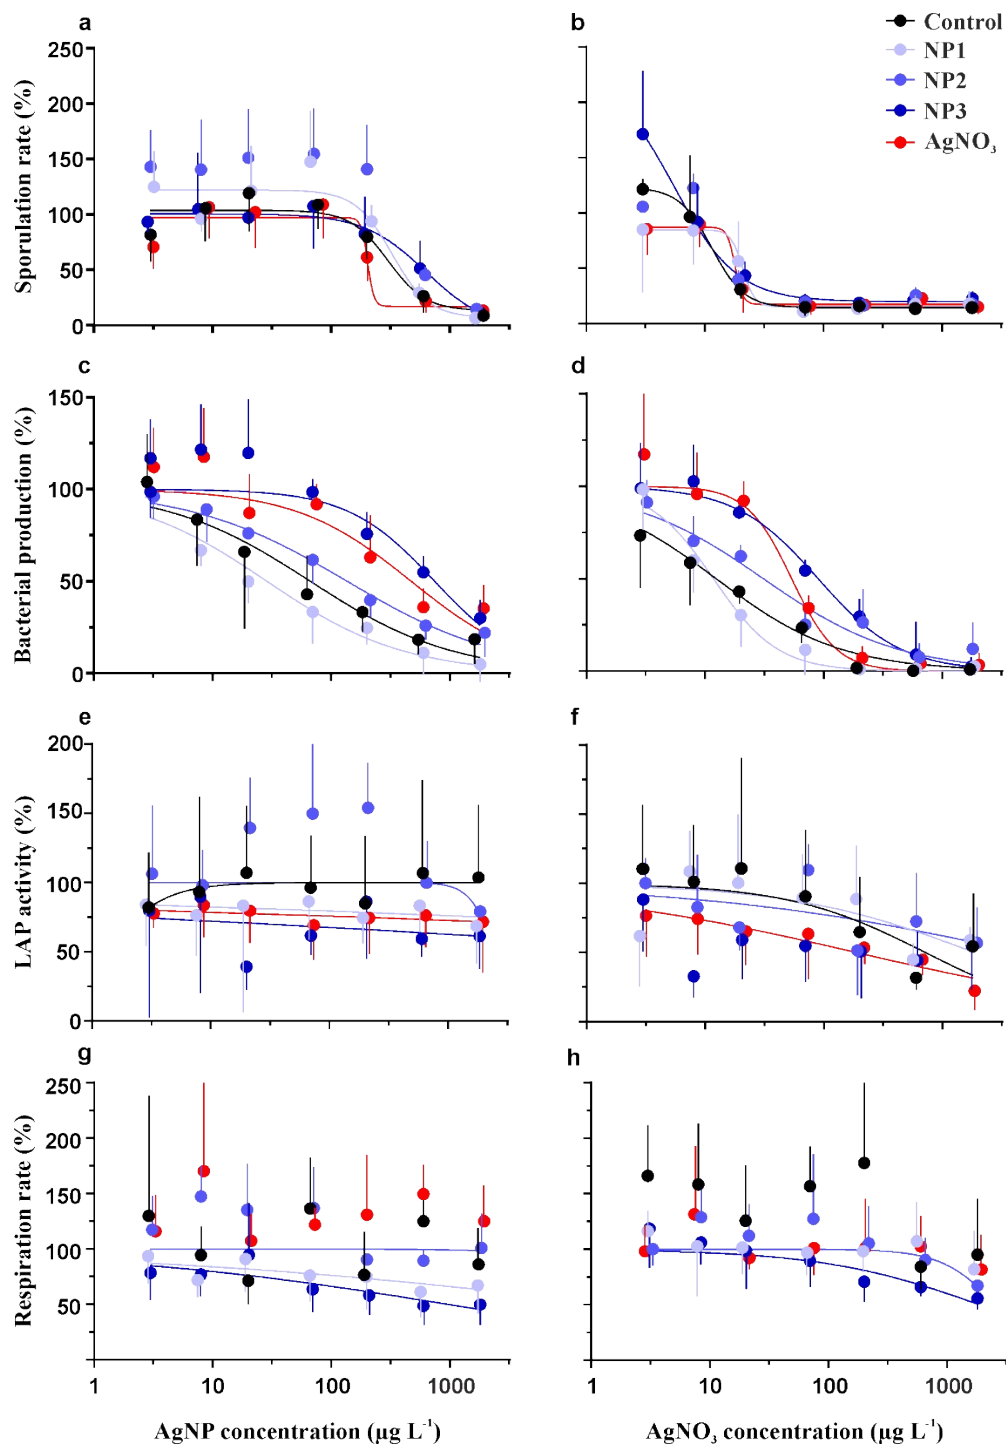 a
b
Control
NP1
NP2
NP3
AgNO₃
Sporulation rate (%)
250
200
150
100
50
0
c
d
Bacterial production (%)
150
100
50
0
e
f
LAP activity (%)
200
150
100
50
0
g
h
Respiration rate (%)
250
200
150
100
50
1
10
100
1000
1
10
100
1000
AgNP concentration (µg L⁻¹)
AgNO₃ concentration (µg L⁻¹)